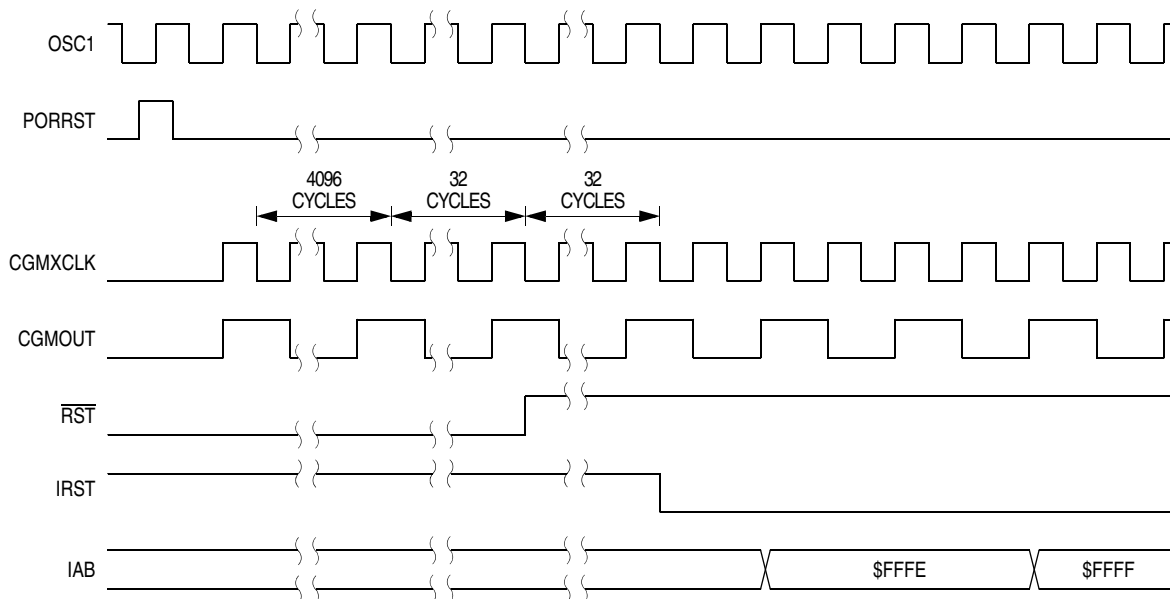 OSC1
PORRST
4096
CYCLES
32
CYCLES
32
CYCLES
CGMXCLK
CGMOUT
RST
IRST
IAB
$FFFE
$FFFF